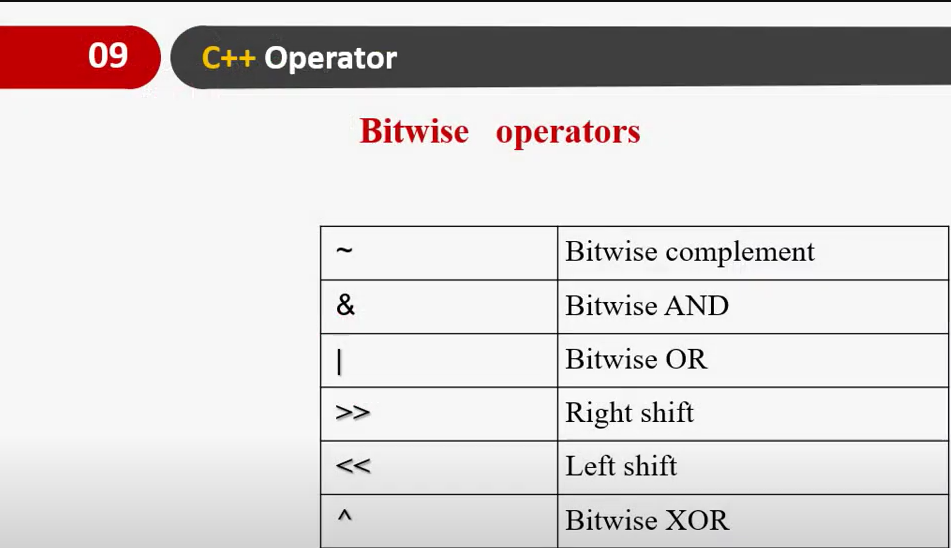 09 C++ Operator
Bitwise operators
~ Bitwise complement
& Bitwise AND
| Bitwise OR
>> Right shift
<< Left shift
^ Bitwise XOR